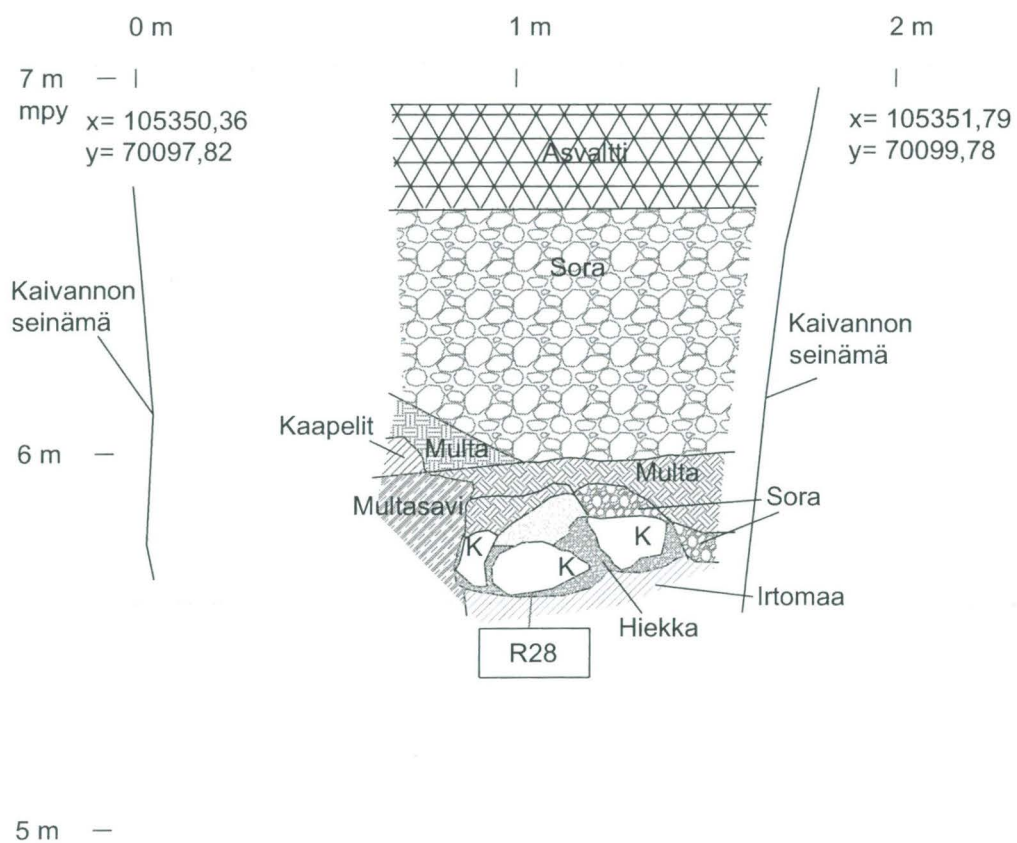 0 m
1 m
2 m
7 m
mpy
x= 105350,36
y= 70097,82
x= 105351,79
y= 70099,78
Asvaltti
Sora
Kaivannon
seinämä
Kaivannon
seinämä
Kaapelit
Multa
6 m
Multa
Multasavi
Sora
K
K
K
Irtomaa
Hiekka
R28
5 m